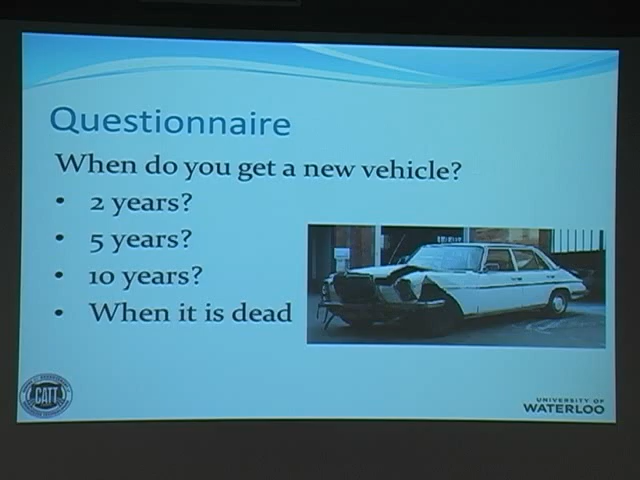 Questionnaire
When do you get a new vehicle?
• 2 years?
• 5 years?
• 10 years?
• When it is dead
CATT
UNIVERSITY OF
WATERLOO